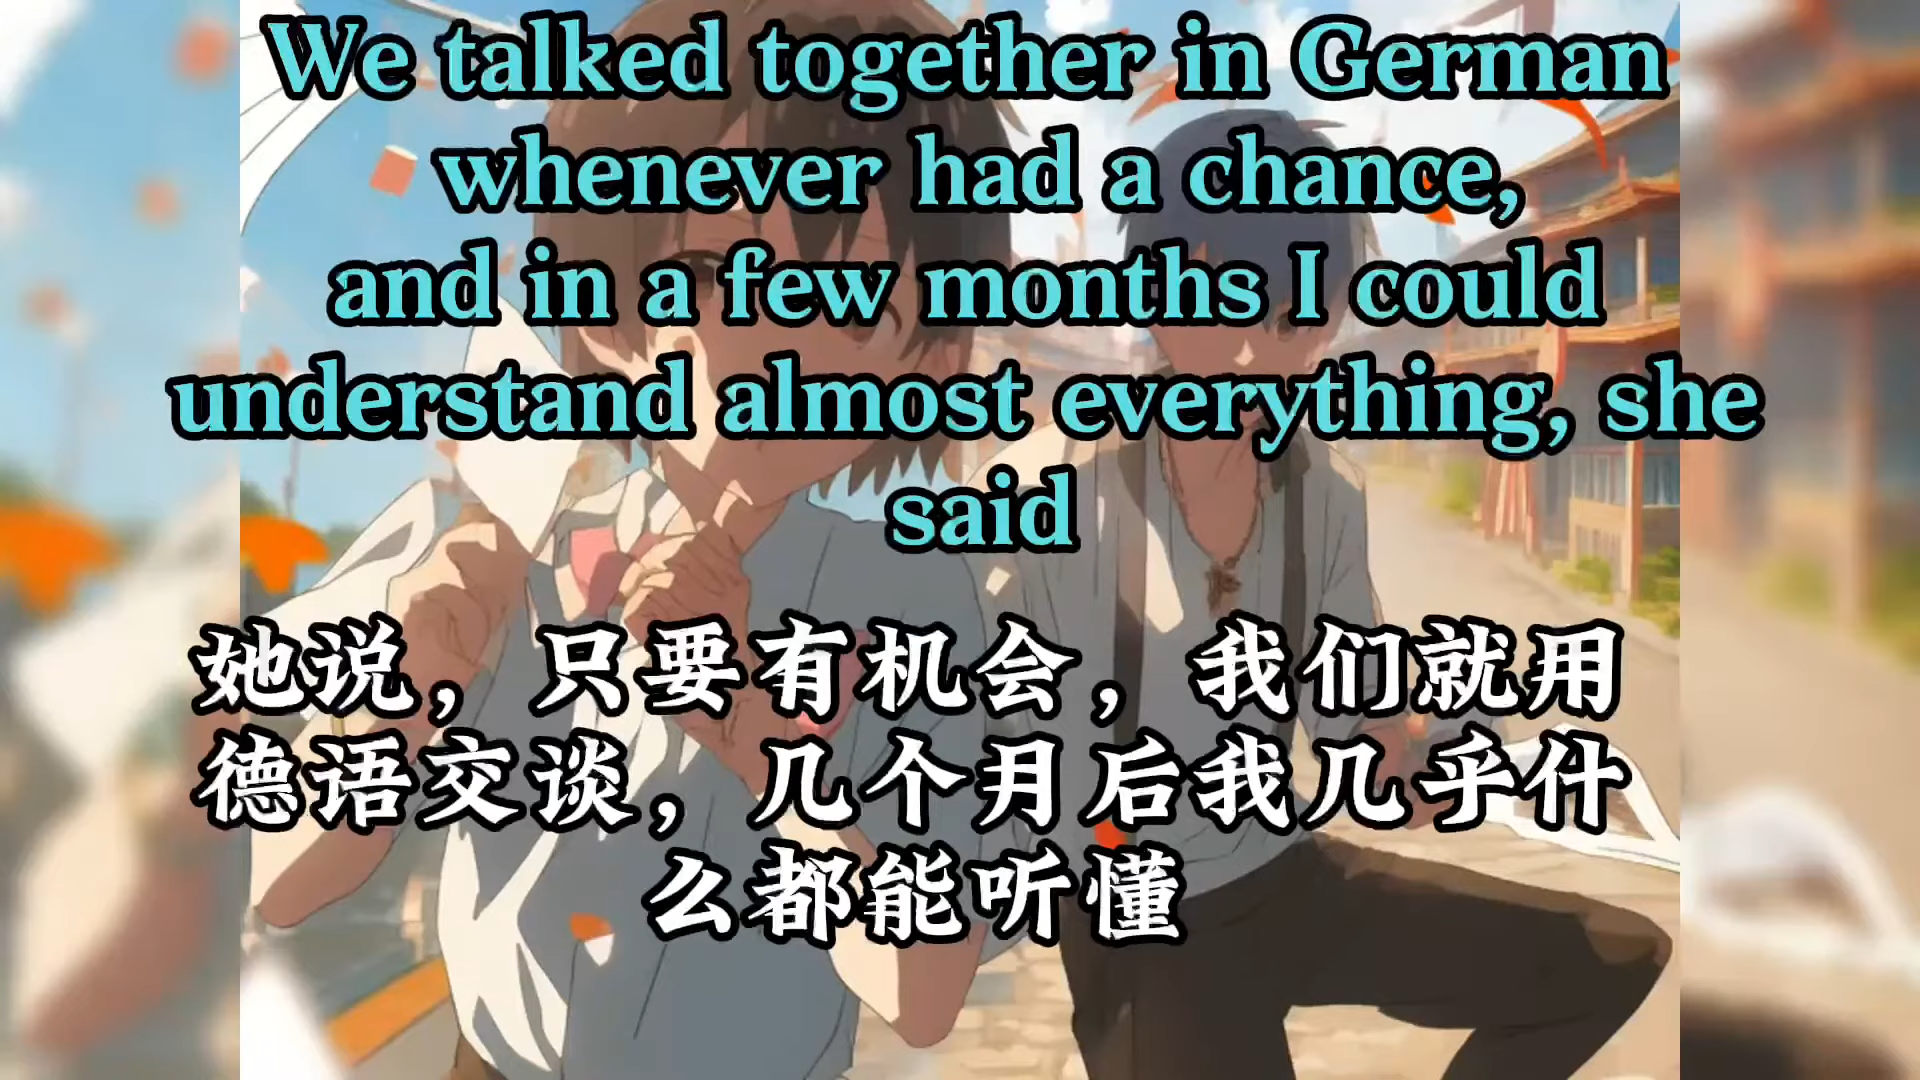 We talked together in German
whenever had a chance,
and in a few months I could
understand almost everything, she
said
她说，只要有机会，我们就用
德语交谈，几个月后我几乎什
么都能听懂